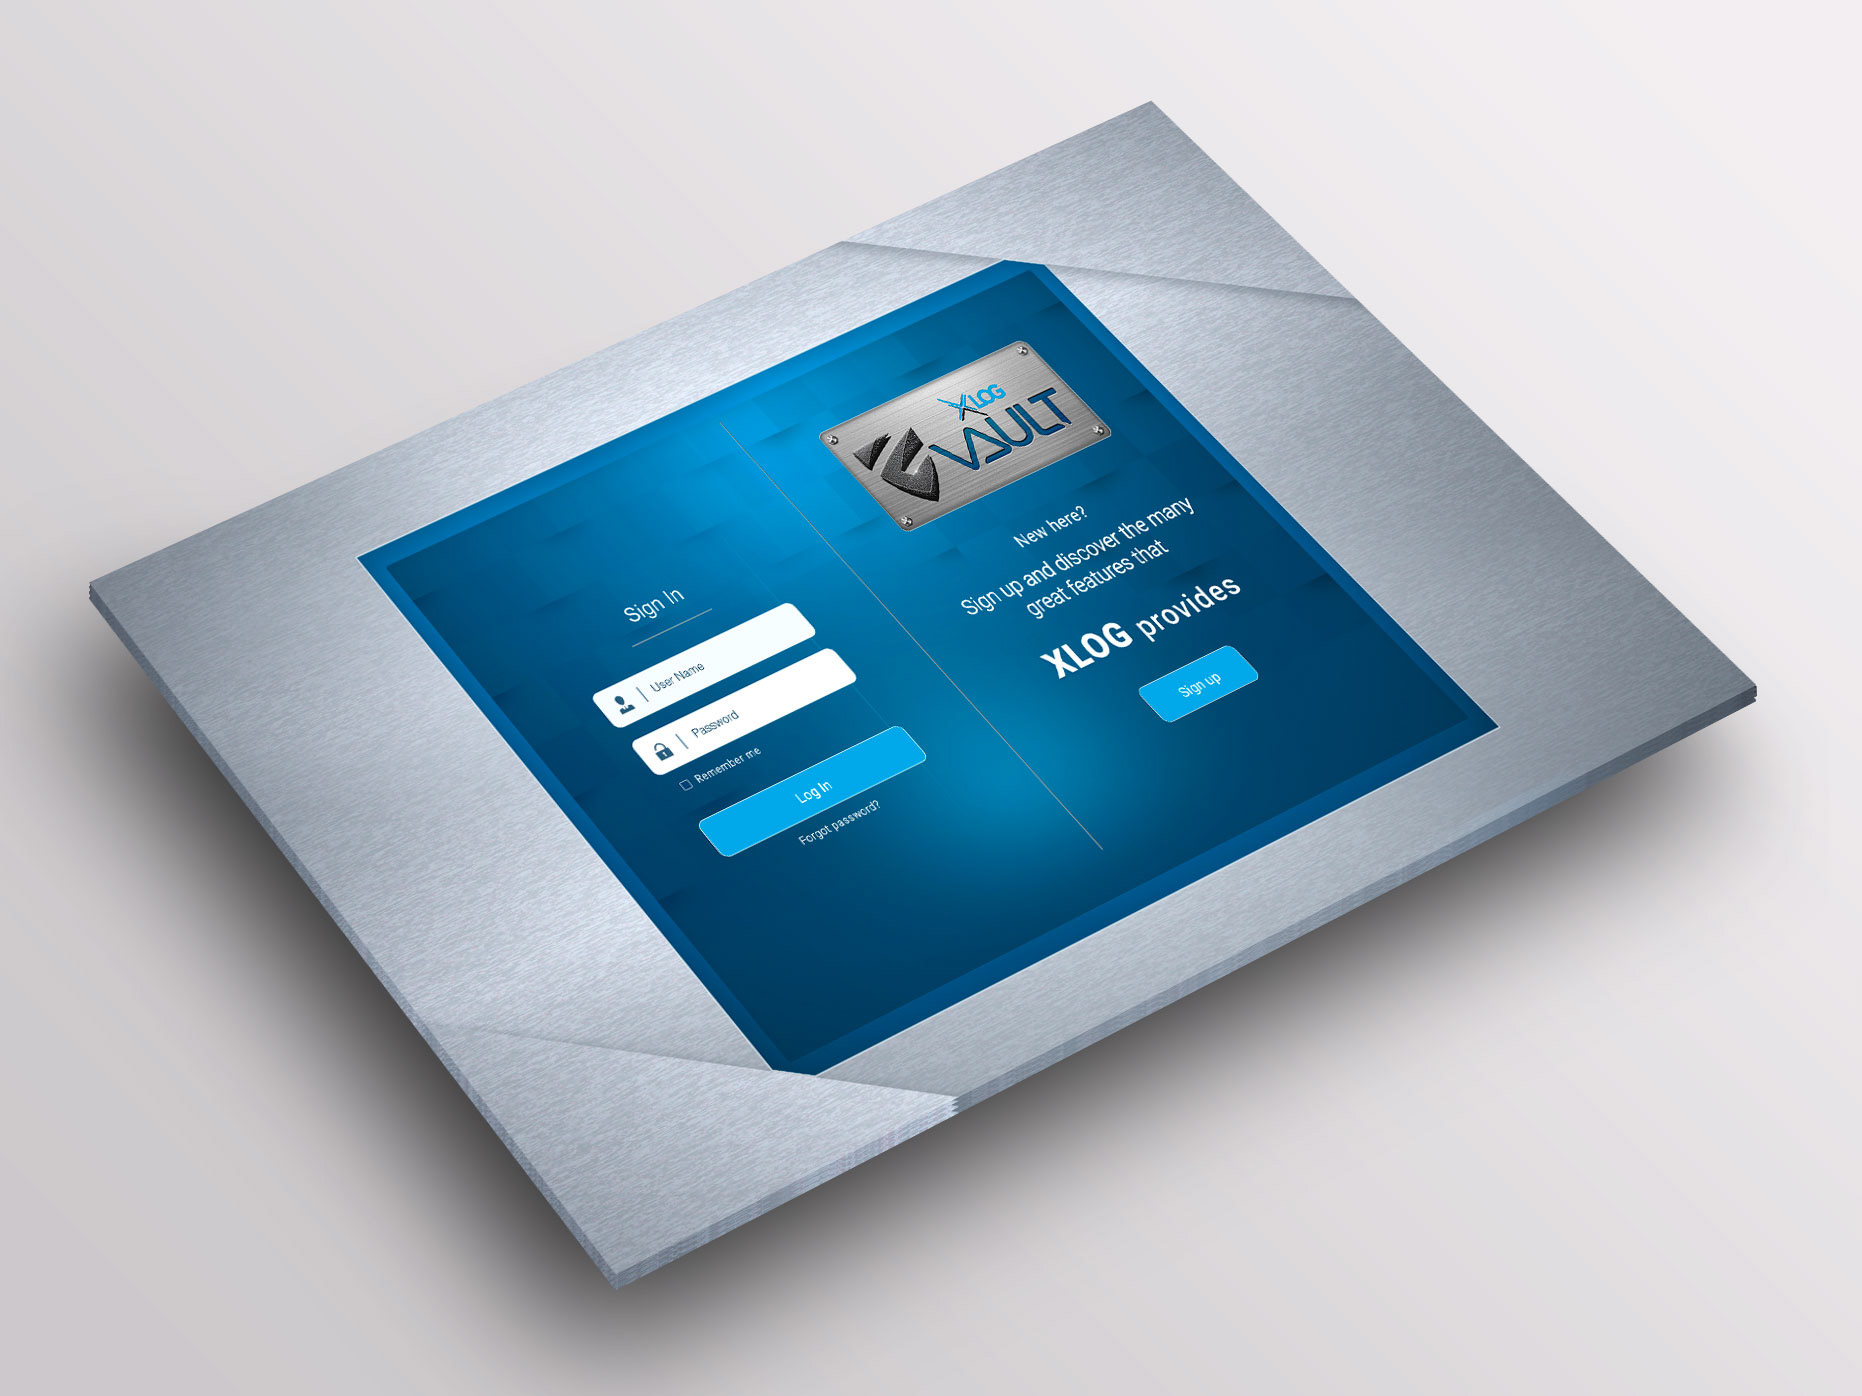 Sign In
User Name
Password
Remember me
Log In
Forgot password?
XLOG
VAULT
New here?
Sign up and discover the many
great features that
XLOG provides
Sign up